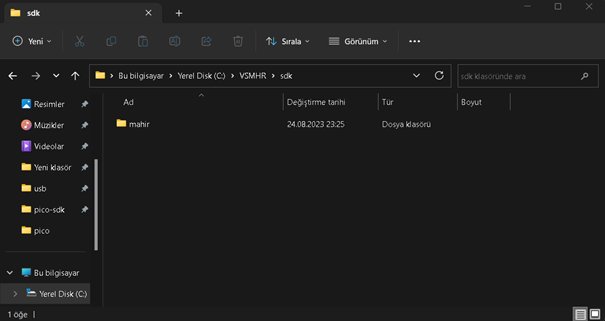 sdk
Yeni
Sırala
Görünüm
Bu bilgisayar > Yerel Disk (C:) > VSMHR > sdk
sdk klasöründe ara
Ad Değiştirme tarihi Tür Boyut
mahir 24.08.2023 23:25 Dosya klasörü
Resimler
Müzikler
Videolar
Yeni klasör
usb
pico-sdk
pico
Bu bilgisayar
Yerel Disk (C:)
1 öğe